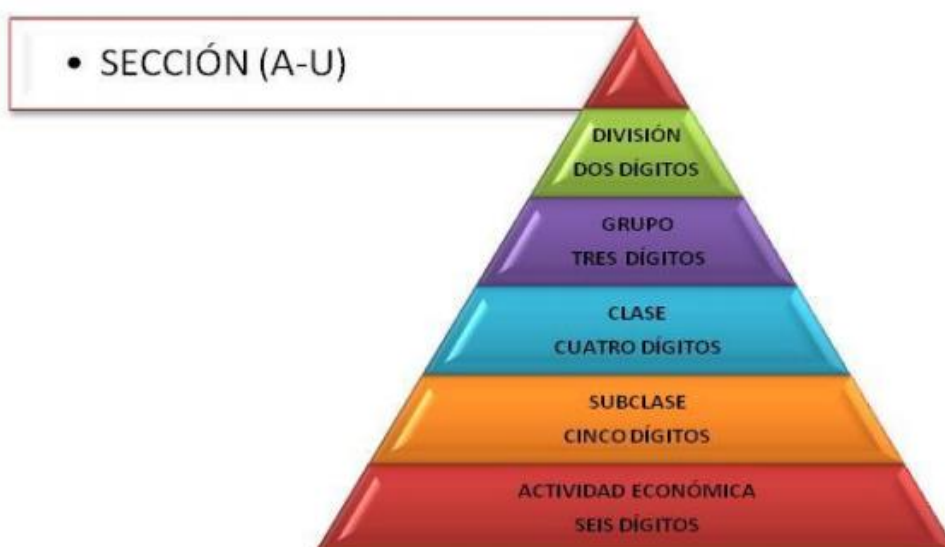 • SECCIÓN (A-U)
DIVISIÓN
DOS DÍGITOS
GRUPO
TRES DÍGITOS
CLASE
CUATRO DÍGITOS
SUBCLASE
CINCO DÍGITOS
ACTIVIDAD ECONÓMICA
SEIS DÍGITOS